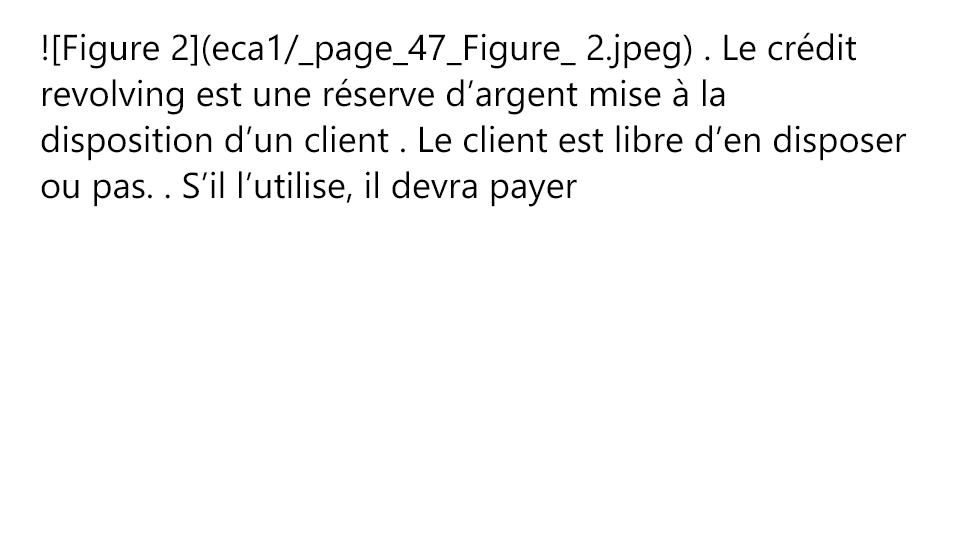 ![Figure 2](eca1/_page_47_Figure_ 2.jpeg) . Le crédit
revolving est une réserve d’argent mise à la
disposition d’un client . Le client est libre d’en disposer
ou pas. . S’il l’utilise, il devra payer